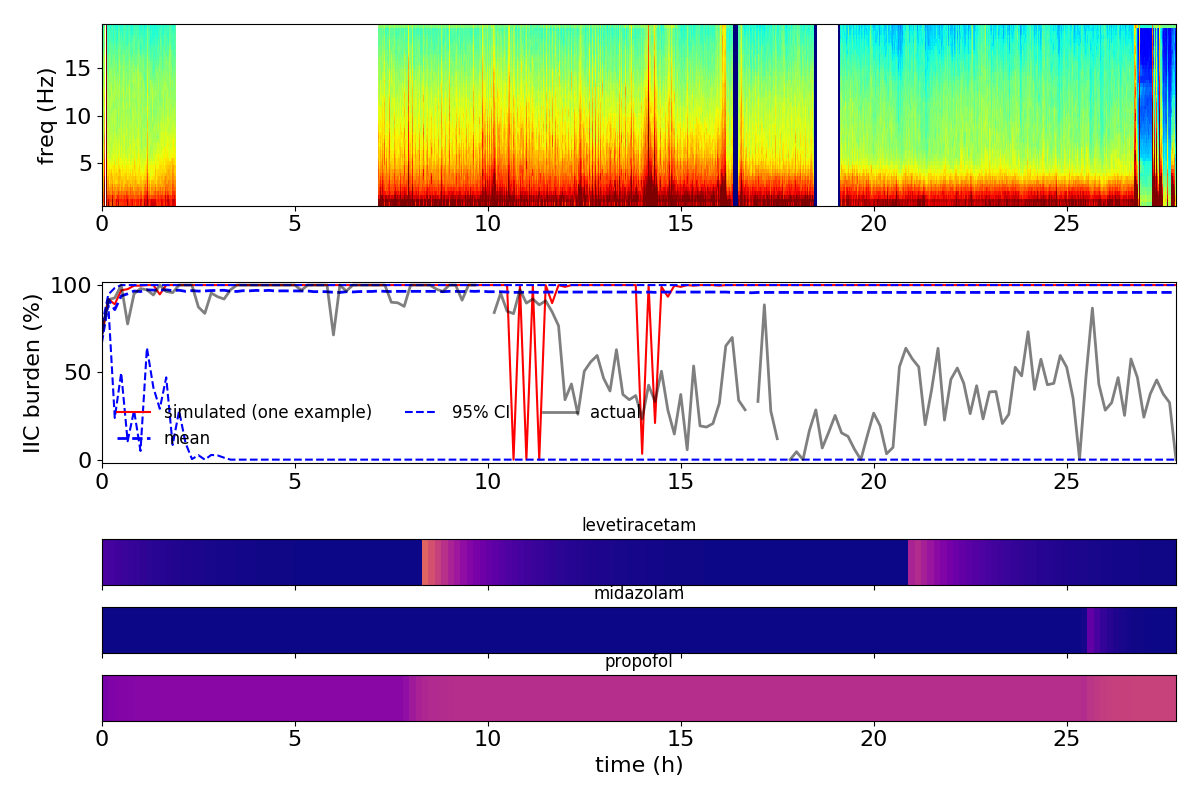 freq (Hz)
15
10
5
0 5 10 15 20 25
IIC burden (%)
100
50
0
simulated (one example) 95% CI actual
mean
0 5 10 15 20 25
levetiracetam
midazolam
propofol
0 5 10 15 20 25
time (h)